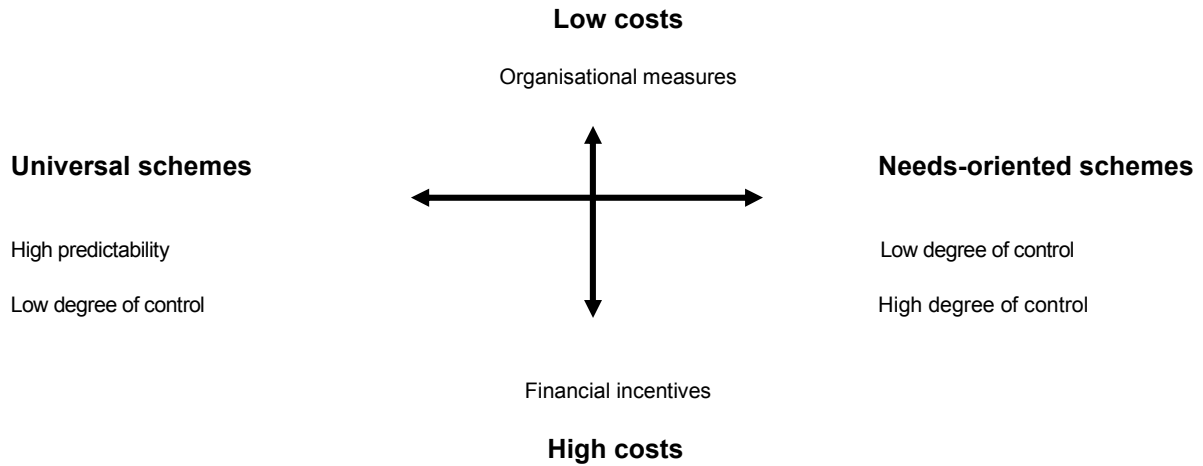 Low costs
Organisational measures
Universal schemes
Needs-oriented schemes
High predictability
Low degree of control
Low degree of control
High degree of control
Financial incentives
High costs